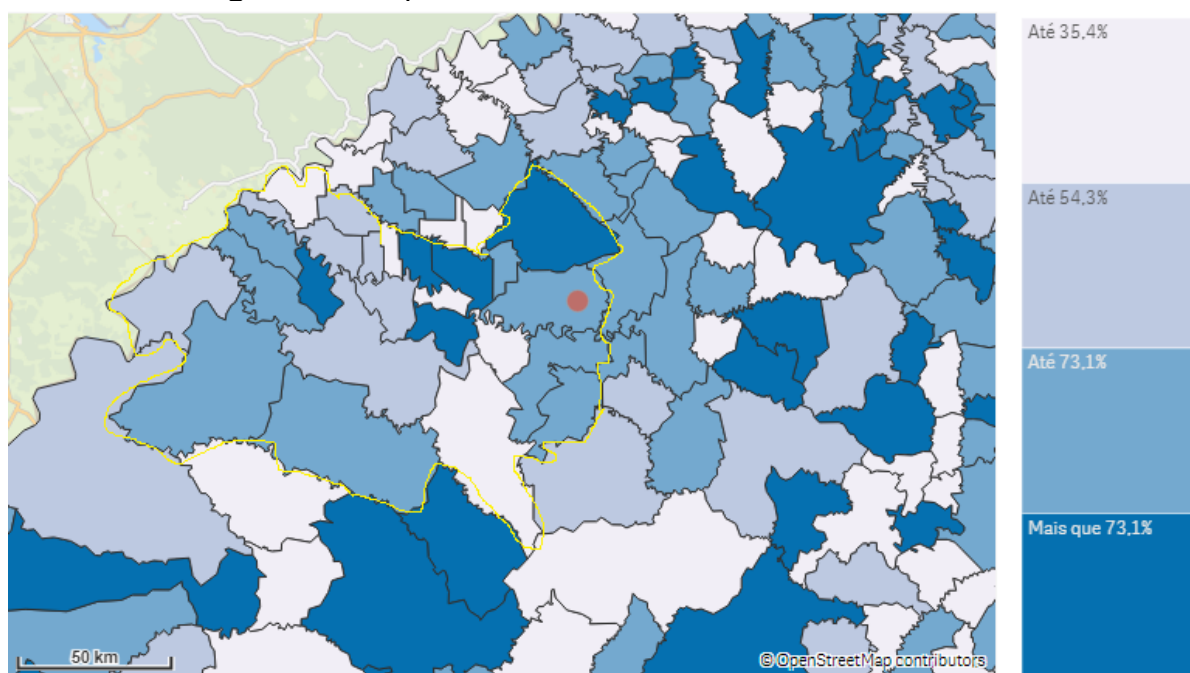 Até 35,4%
Até 54,3%
Até 73,1%
Mais que 73,1%
50 km
© OpenStreetMap contributors